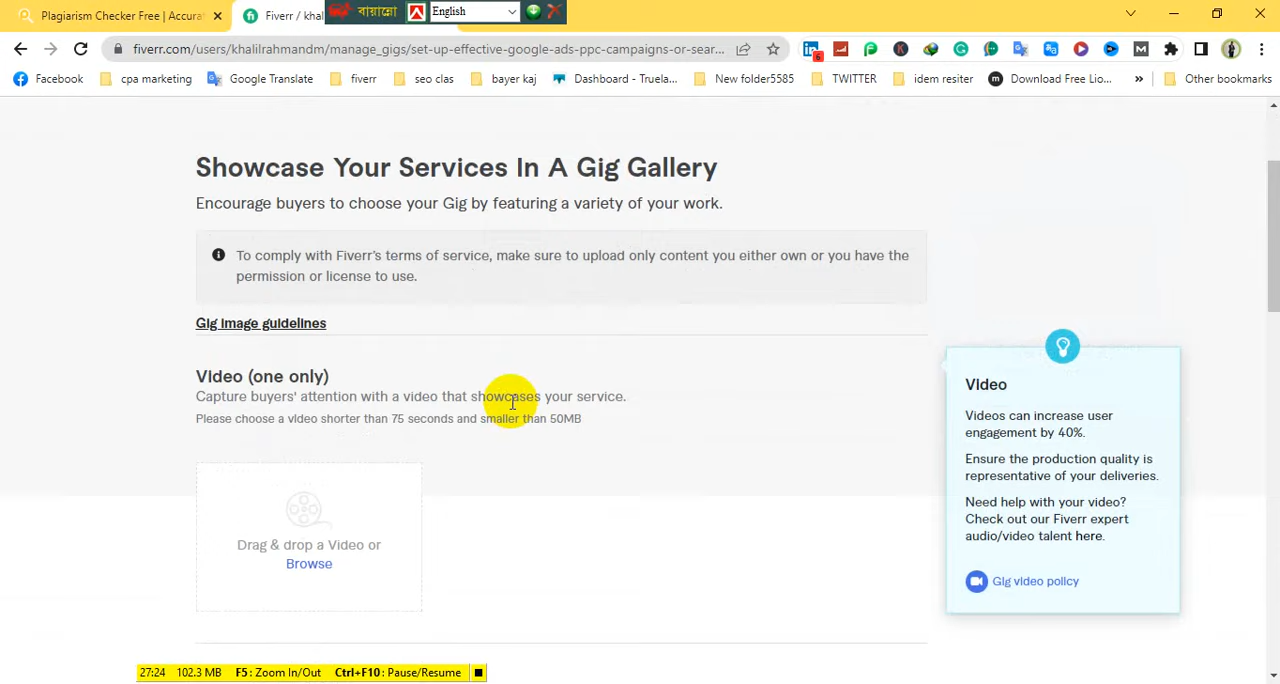 Plagiarism Checker Free | Accurat
Fiverr / khal
বায়ান্নো
English
fiverr.com/users/khalilrahmandm/manage_gigs/set-up-effective-google-ads-ppc-campaigns-or-sear...
6
Facebook
cpa marketing
Google Translate
fiverr
seo clas
bayer kaj
Dashboard - Truela...
New folder5585
TWITTER
idem resiter
Download Free Lio...
»
Other bookmarks
Showcase Your Services In A Gig Gallery
Encourage buyers to choose your Gig by featuring a variety of your work.
To comply with Fiverr's terms of service, make sure to upload only content you either own or you have the
permission or license to use.
Gig image guidelines
Video (one only)
Capture buyers' attention with a video that showcases your service.
Please choose a video shorter than 75 seconds and smaller than 50MB
Drag & drop a Video or
Browse
Video
Videos can increase user
engagement by 40%.
Ensure the production quality is
representative of your deliveries.
Need help with your video?
Check out our Fiverr expert
audio/video talent here.
Gig video policy
27:24 102.3 MB F5: Zoom In/Out Ctrl+F10: Pause/Resume